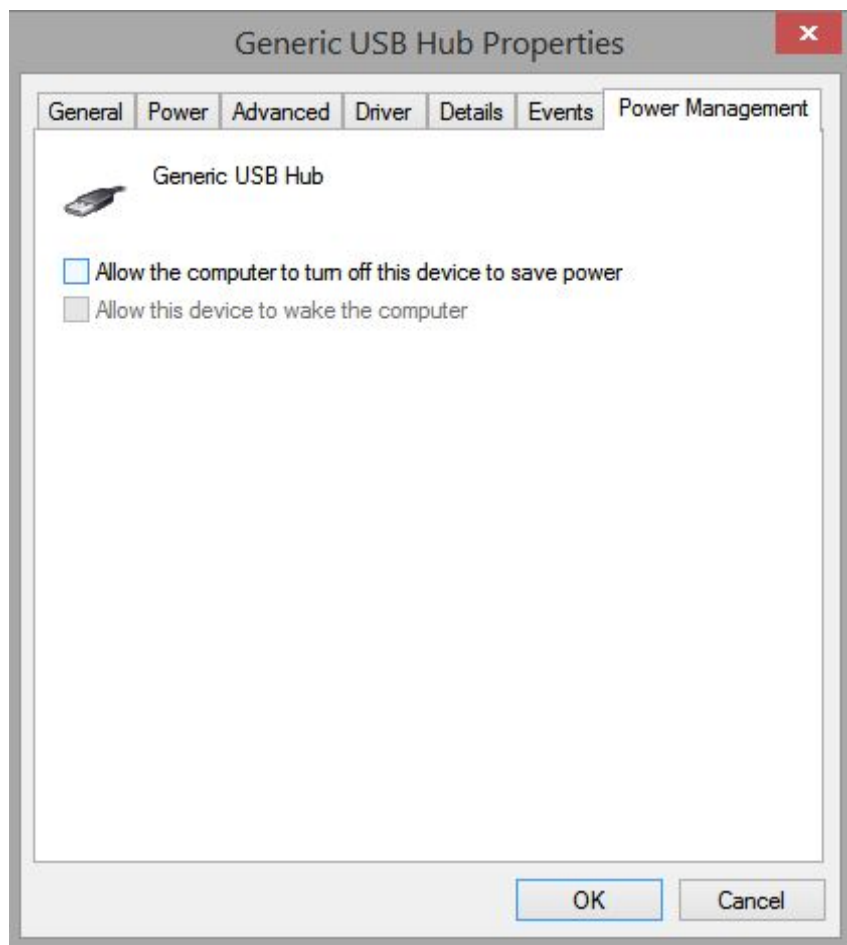 Generic USB Hub Properties
General Power Advanced Driver Details Events Power Management
Generic USB Hub
Allow the computer to turn off this device to save power
Allow this device to wake the computer
OK Cancel